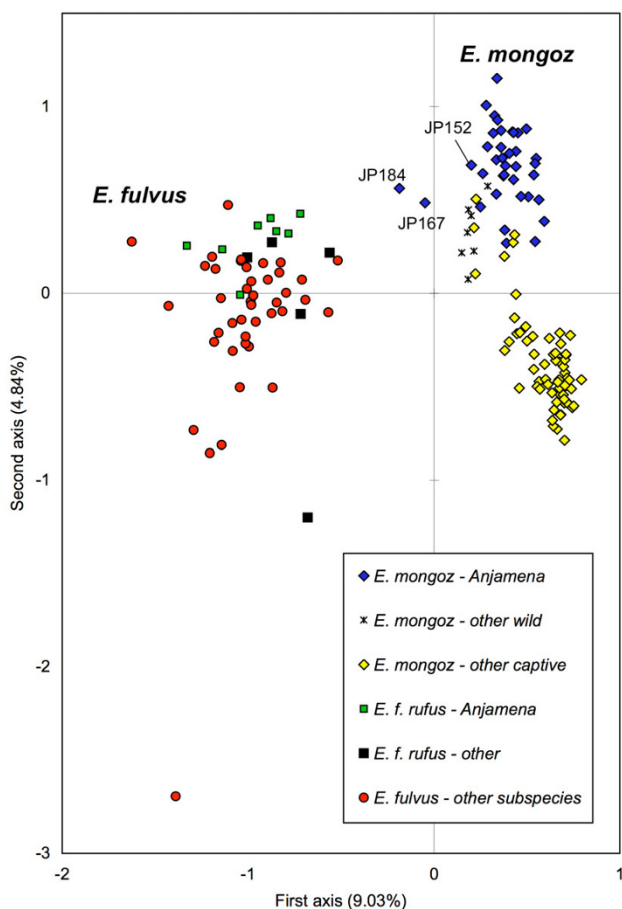 E. mongoz
1
JP152
JP184
E. fulvus
JP167
0
Second axis (4.84%)
-1
E. mongoz - Anjamena
E. mongoz - other wild
E. mongoz - other captive
-2
E. f. rufus - Anjamena
E. f. rufus - other
E. fulvus - other subspecies
-3
-2 -1 0 1
First axis (9.03%)